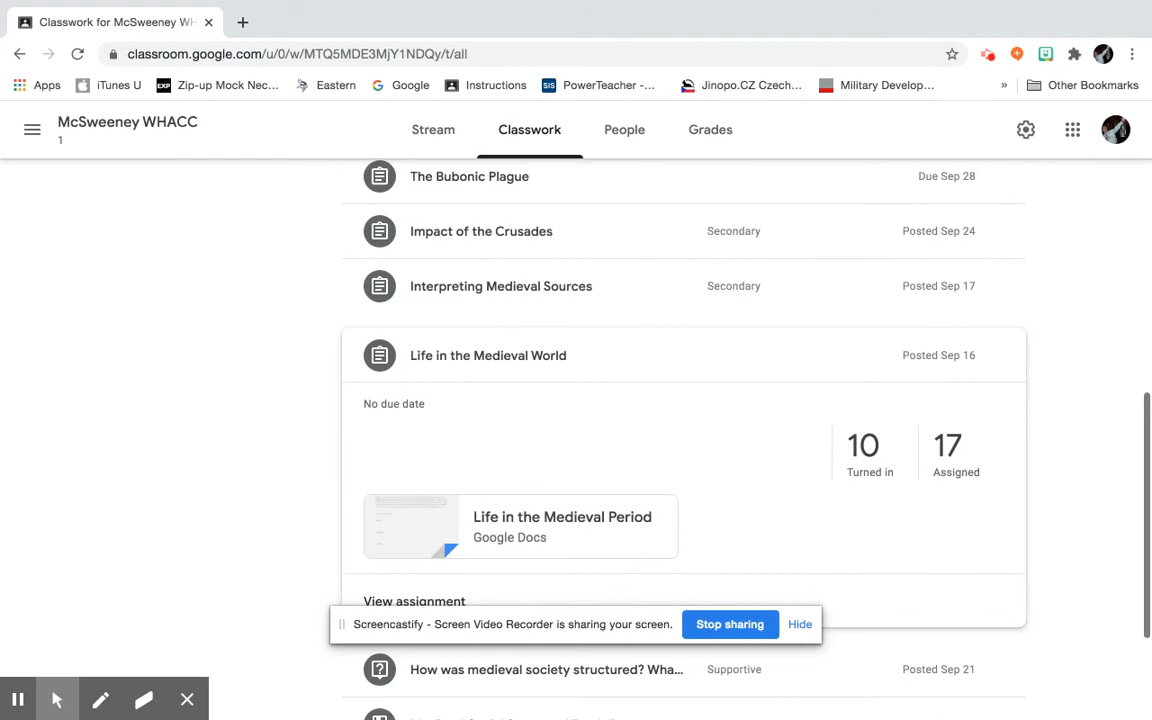 Classwork for McSweeney WH
classroom.google.com/u/0/w/MTQ5MDE3MjY1NDQy/t/all
Apps iTunes U EXP Zip-up Mock Nec... Eastern Google Instructions SIS PowerTeacher -... Jinopo.CZ Czech... Military Develop... » Other Bookmarks
McSweeney WHACC
1
Stream Classwork People Grades
The Bubonic Plague Due Sep 28
Impact of the Crusades Secondary Posted Sep 24
Interpreting Medieval Sources Secondary Posted Sep 17
Life in the Medieval World Posted Sep 16
No due date
10 17
Turned in Assigned
Life in the Medieval Period
Google Docs
View assignment
Screencastify - Screen Video Recorder is sharing your screen. Stop sharing Hide
How was medieval society structured? Wha... Supportive Posted Sep 21